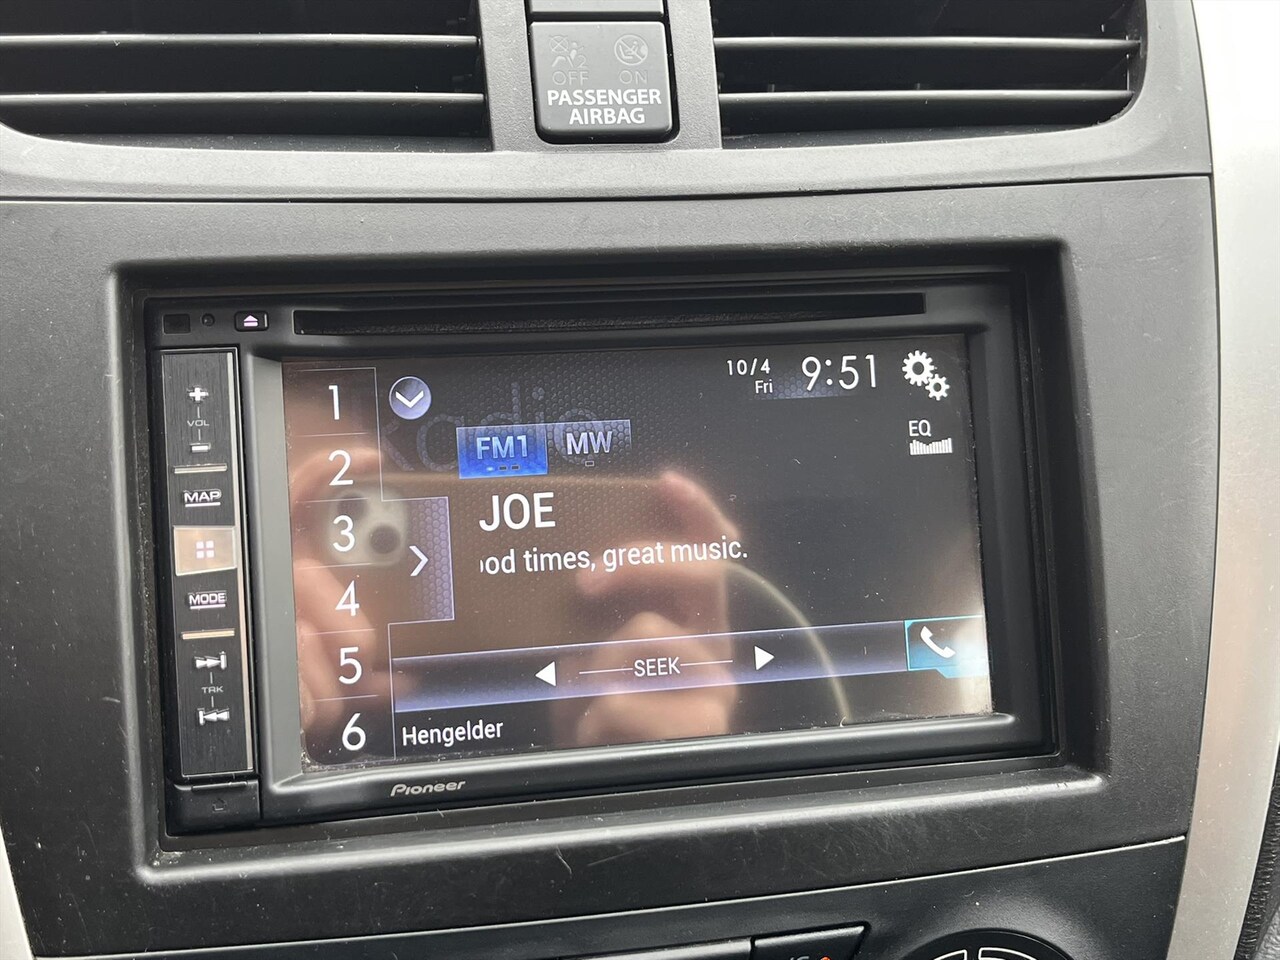 OFF ON
PASSENGER
AIRBAG
VOL
MAP
MODE
TRK
1
2
3
4
5
6
Radio
10/4
Fri
9:51
EQ
FM1 MW
JOE
ood times, great music.
SEEK
Hengelder
Pioneer